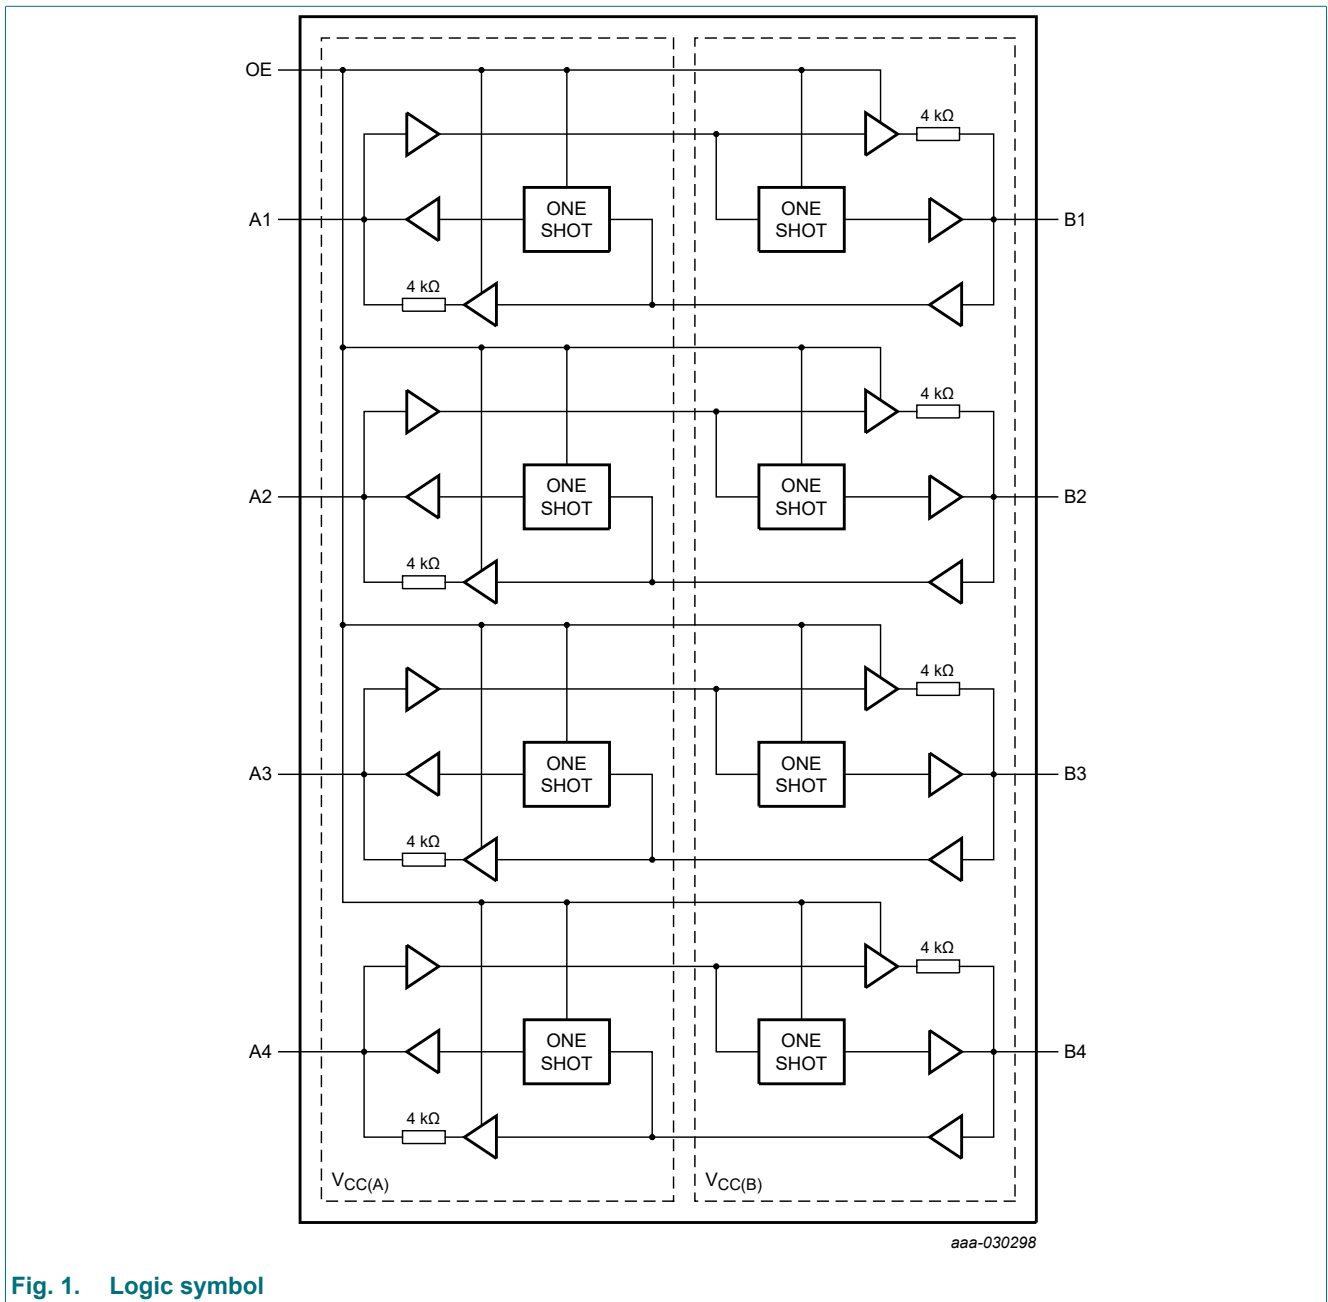 OE
4 kΩ
A1
ONE
SHOT
ONE
SHOT
B1
4 kΩ
4 kΩ
A2
ONE
SHOT
ONE
SHOT
B2
4 kΩ
4 kΩ
A3
ONE
SHOT
ONE
SHOT
B3
4 kΩ
4 kΩ
A4
ONE
SHOT
ONE
SHOT
B4
4 kΩ
VCC(A)
VCC(B)
aaa-030298
Fig. 1. Logic symbol